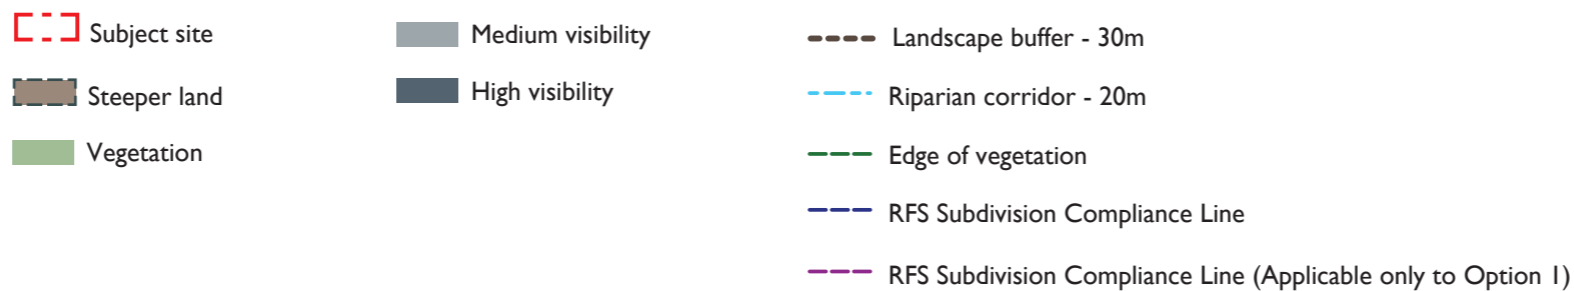 Subject site
Steeper land
Vegetation
Medium visibility
High visibility
Landscape buffer - 30m
Riparian corridor - 20m
Edge of vegetation
RFS Subdivision Compliance Line
RFS Subdivision Compliance Line (Applicable only to Option 1)